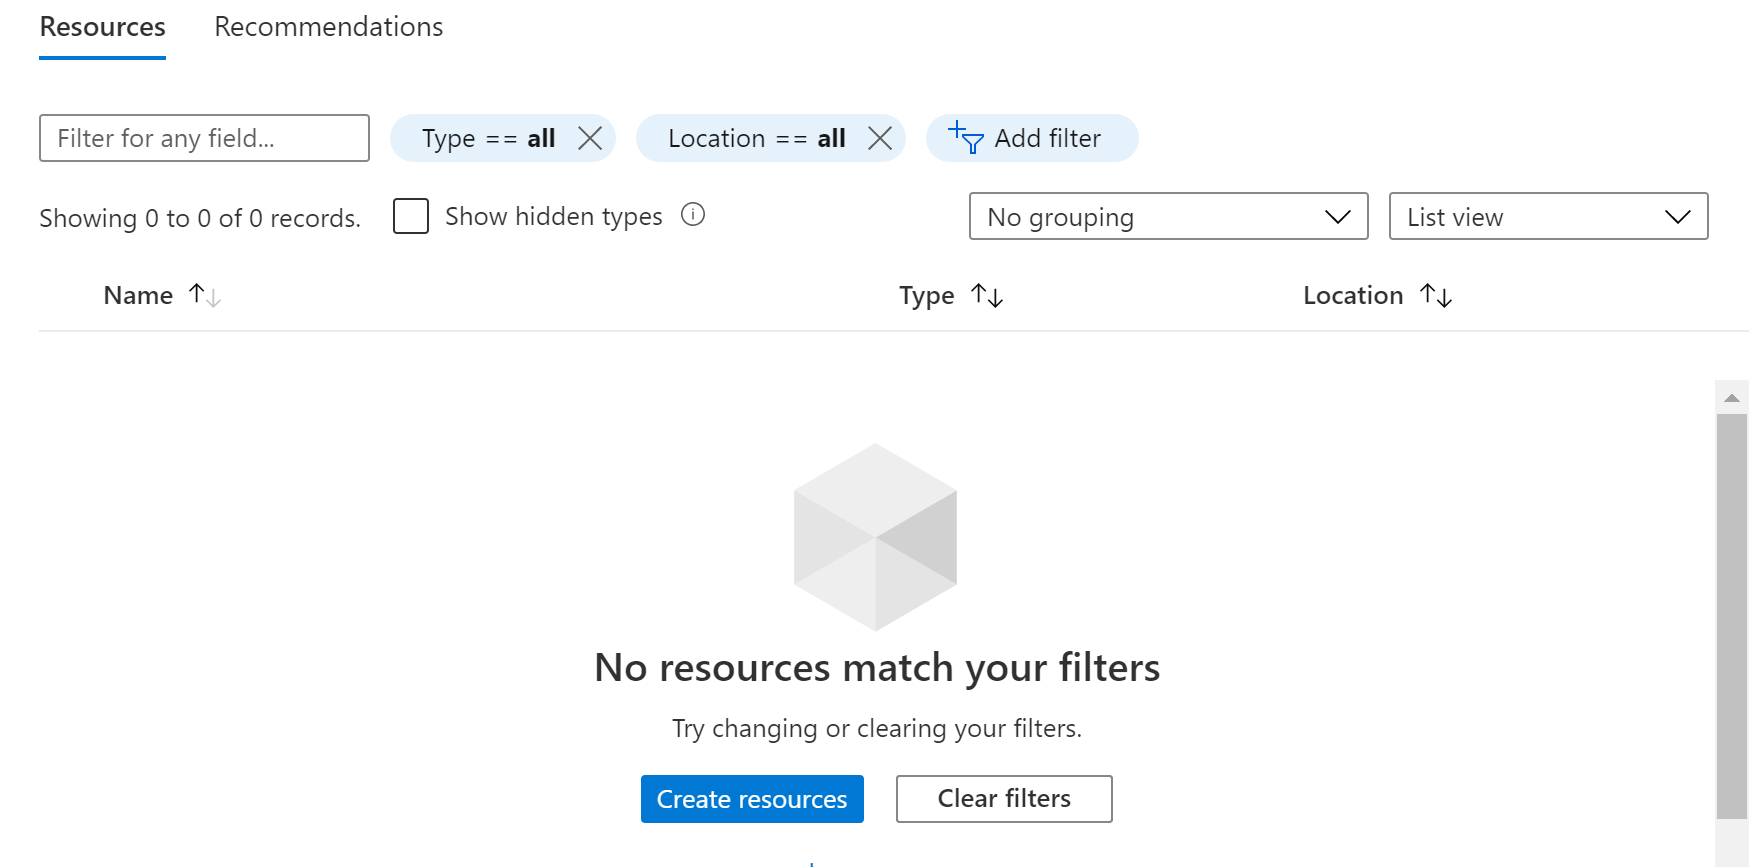 Resources Recommendations
Filter for any field... Type == all Location == all Add filter
Showing 0 to 0 of 0 records. Show hidden types No grouping List view
Name Type Location
No resources match your filters
Try changing or clearing your filters.
Create resources Clear filters